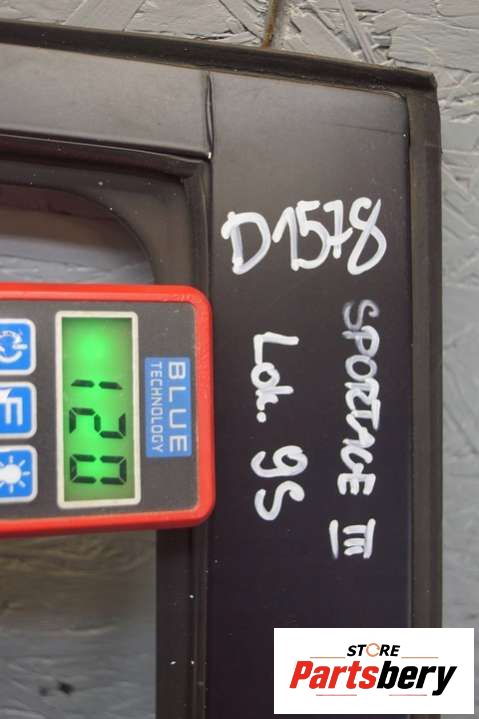 D1578
SPORTAGE III
Lok. 95
120
BLUE
TECHNOLOGY
STORE
Partsbery